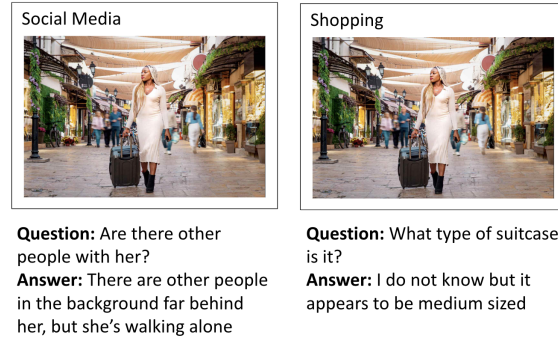 Social Media
Question: Are there other
people with her?
Answer: There are other people
in the background far behind
her, but she's walking alone
Shopping
Question: What type of suitcase
is it?
Answer: I do not know but it
appears to be medium sized